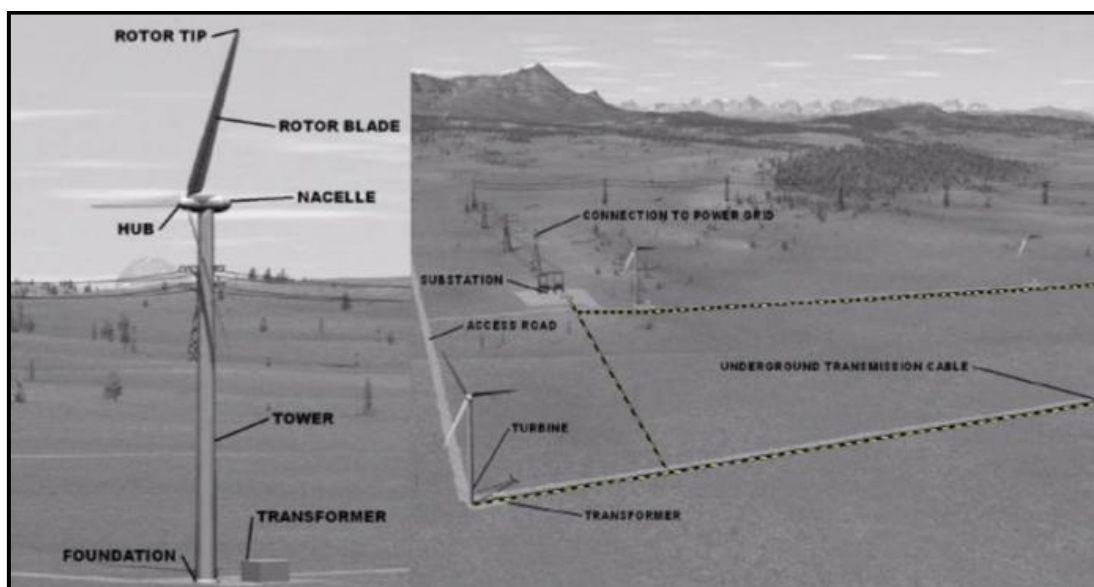 ROTOR TIP
ROTOR BLADE
NACELLE
HUB
TOWER
TRANSFORMER
FOUNDATION
CONNECTION TO POWER GRID
SUBSTATION
ACCESS ROAD
UNDERGROUND TRANSMISSION CABLE
TURBINE
TRANSFORMER